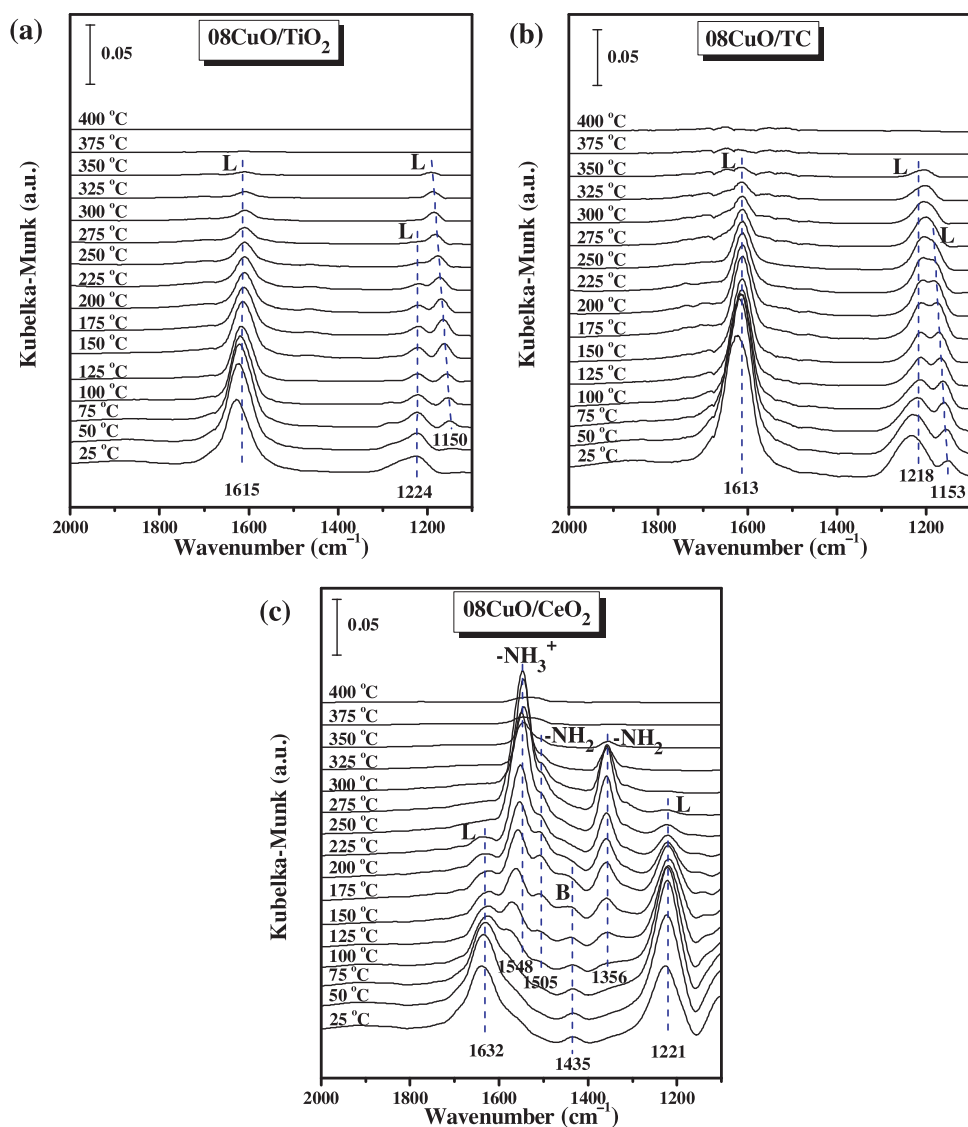 (a)
08CuO/TiO2
0.05
400 °C
375 °C
350 °C
325 °C
300 °C
275 °C
250 °C
225 °C
200 °C
175 °C
150 °C
125 °C
100 °C
75 °C
50 °C
25 °C
L
L
L
1150
1615
1224
2000
1800
1600
1400
1200
Wavenumber (cm−1)
Kubelka-Munk (a.u.)
(b)
08CuO/TC
0.05
400 °C
375 °C
350 °C
325 °C
300 °C
275 °C
250 °C
225 °C
200 °C
175 °C
150 °C
125 °C
100 °C
75 °C
50 °C
25 °C
L
L
L
1613
1218
1153
2000
1800
1600
1400
1200
Wavenumber (cm−1)
Kubelka-Munk (a.u.)
(c)
08CuO/CeO2
0.05
-NH3+
400 °C
375 °C
350 °C
325 °C
300 °C
275 °C
250 °C
225 °C
200 °C
175 °C
150 °C
125 °C
100 °C
75 °C
50 °C
25 °C
-NH2
-NH2
L
L
B
1548
1505
1356
1632
1435
1221
2000
1800
1600
1400
1200
Wavenumber (cm−1)
Kubelka-Munk (a.u.)